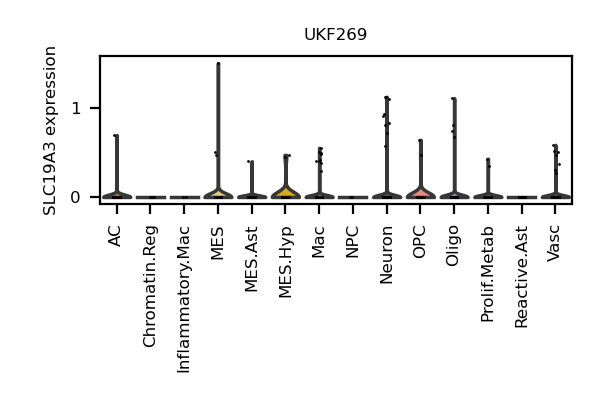 UKF269
SLC19A3 expression
1
0
AC
Chromatin.Reg
Inflammatory.Mac
MES
MES.Ast
MES.Hyp
Mac
NPC
Neuron
OPC
Oligo
Prolif.Metab
Reactive.Ast
Vasc